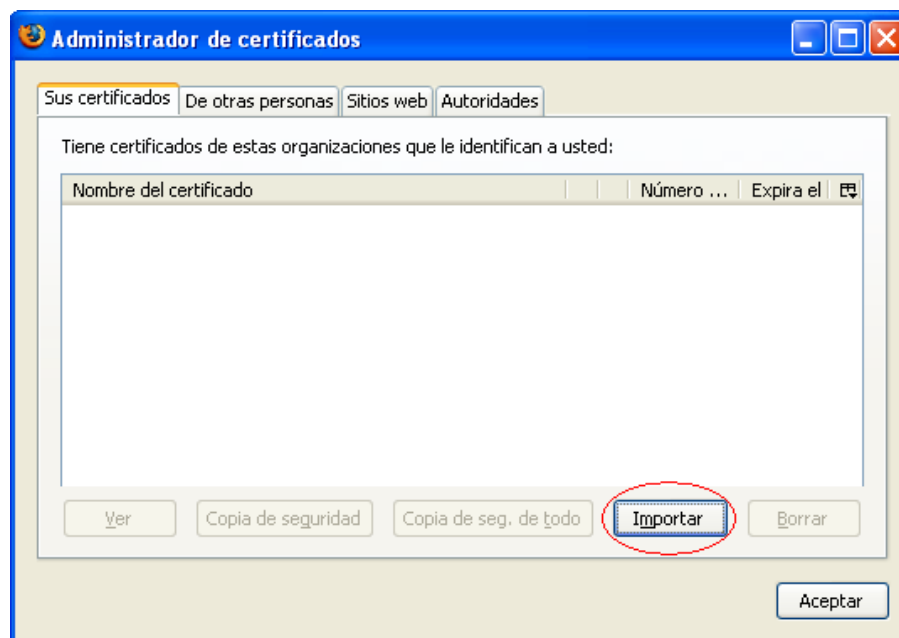 Administrador de certificados
Sus certificados De otras personas Sitios web Autoridades
Tiene certificados de estas organizaciones que le identifican a usted:
Nombre del certificado Número ... Expira el
Ver Copia de seguridad Copia de seg. de todo Importar Borrar
Aceptar